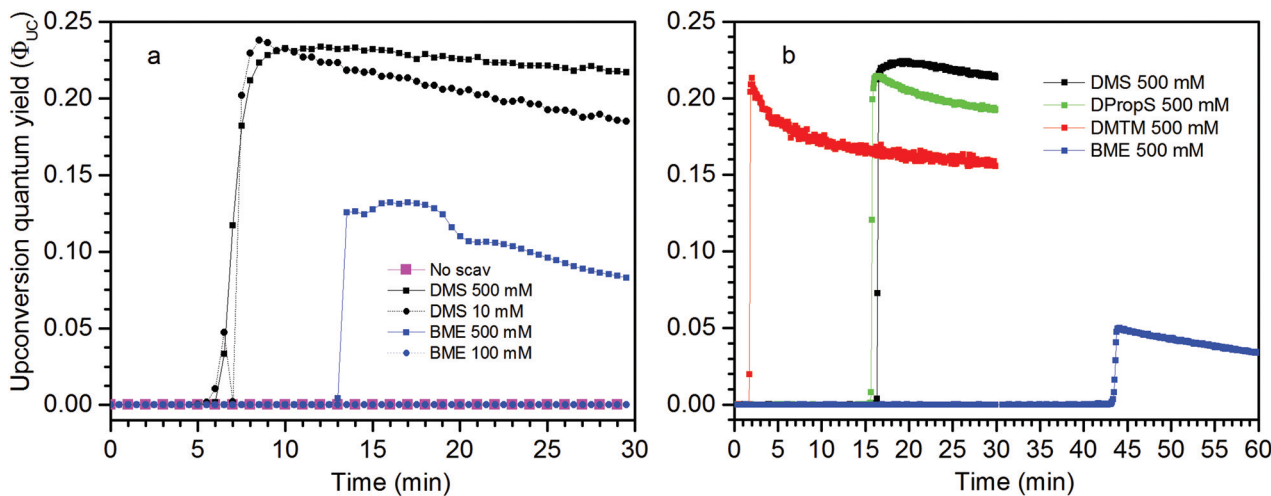 Upconversion quantum yield (ΦUC)
0.25
0.20
0.15
0.10
0.05
0.00
a
No scav
DMS 500 mM
DMS 10 mM
BME 500 mM
BME 100 mM
0 5 10 15 20 25 30
Time (min)
0.25
0.20
0.15
0.10
0.05
0.00
b
DMS 500 mM
DPropS 500 mM
DMTM 500 mM
BME 500 mM
0 5 10 15 20 25 30 45 50 55 60
Time (min)